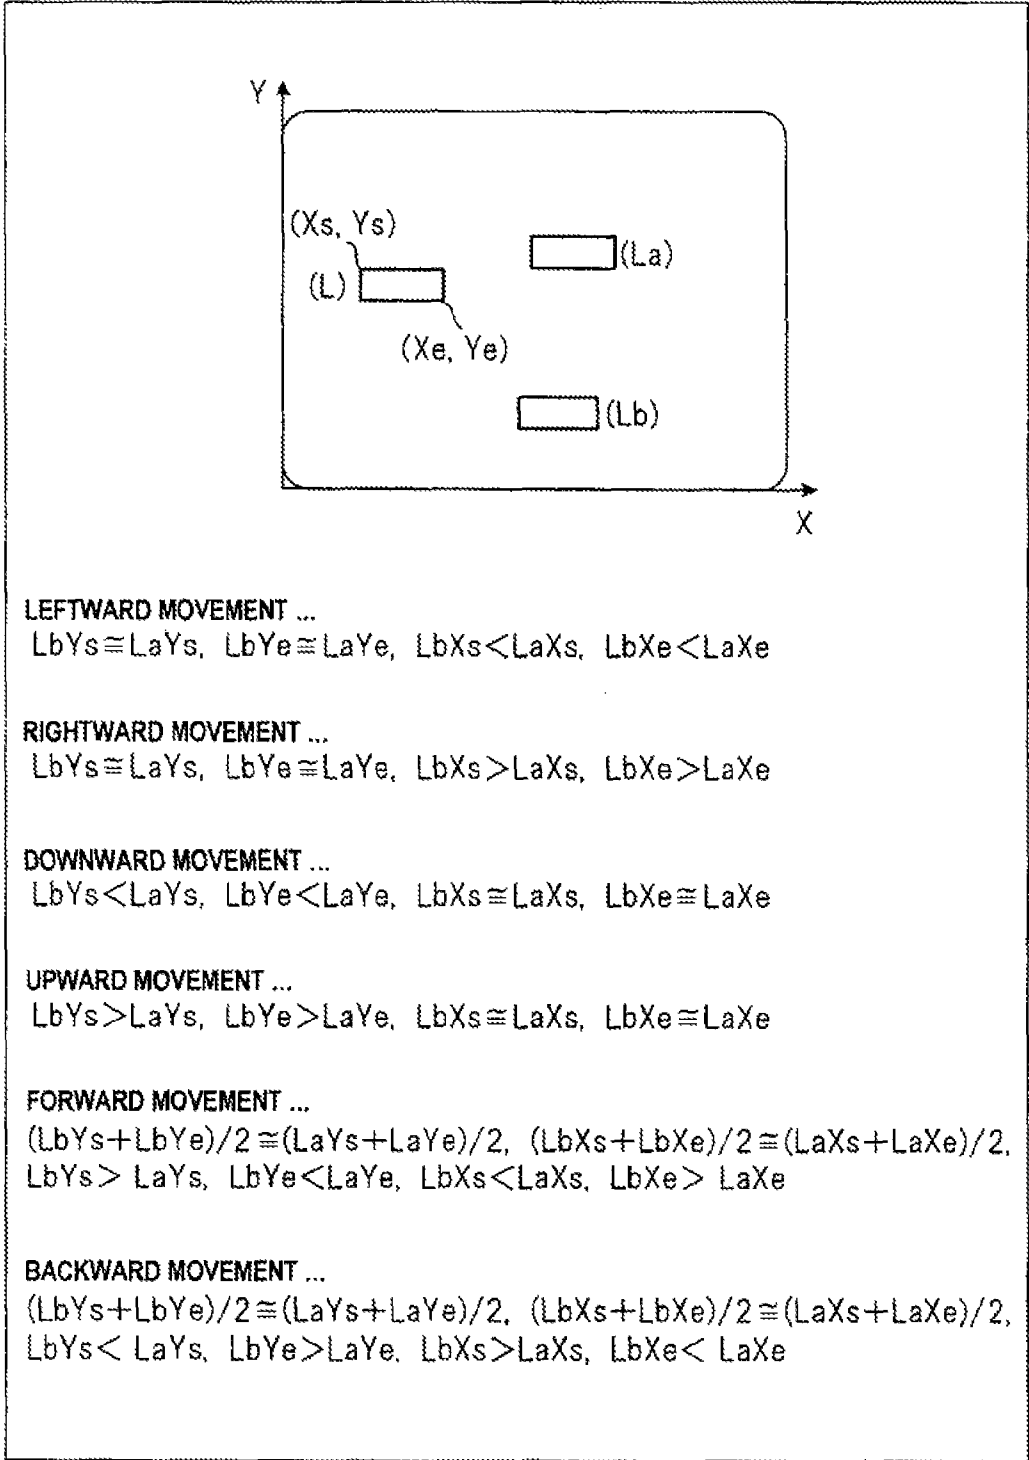 Y
(Xs, Ys)
(La)
(L)
(Xe, Ye)
(Lb)
X
LEFTWARD MOVEMENT ...
LbYs≅LaYs, LbYe≅LaYe, LbXs<LaXs, LbXe<LaXe
RIGHTWARD MOVEMENT ...
LbYs≅LaYs, LbYe≅LaYe, LbXs>LaXs, LbXe>LaXe
DOWNWARD MOVEMENT ...
LbYs<LaYs, LbYe<LaYe, LbXs≅LaXs, LbXe≅LaXe
UPWARD MOVEMENT ...
LbYs>LaYs, LbYe>LaYe, LbXs≅LaXs, LbXe≅LaXe
FORWARD MOVEMENT ...
(LbYs+LbYe)/2≅(LaYs+LaYe)/2, (LbXs+LbXe)/2≅(LaXs+LaXe)/2,
LbYs> LaYs, LbYe<LaYe, LbXs<LaXs, LbXe> LaXe
BACKWARD MOVEMENT ...
(LbYs+LbYe)/2≅(LaYs+LaYe)/2, (LbXs+LbXe)/2≅(LaXs+LaXe)/2,
LbYs< LaYs, LbYe>LaYe, LbXs>LaXs, LbXe< LaXe